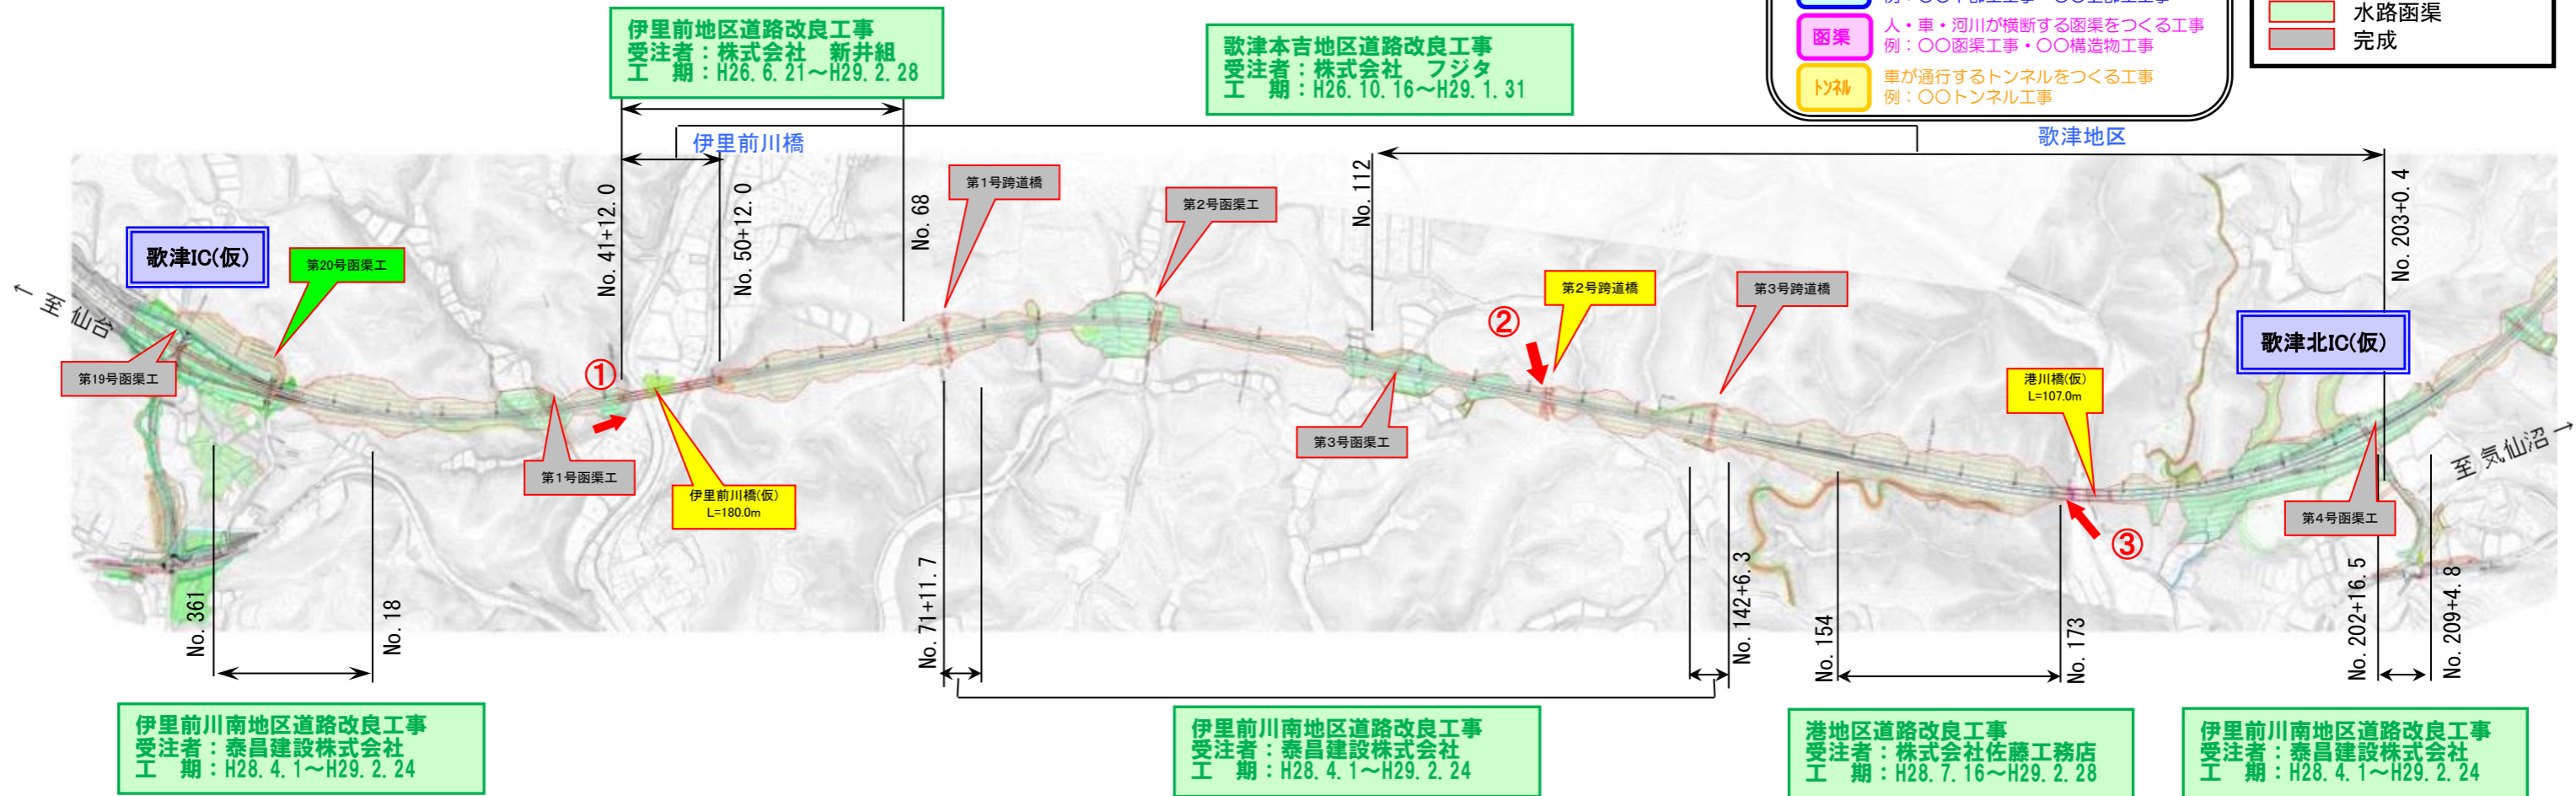 伊里前地区道路改良工事
受注者：株式会社　新井組
工　期：H26.6.21～H29.2.28
歌津本吉地区道路改良工事
受注者：株式会社　フジタ
工　期：H26.10.16～H29.1.31
函渠
人・車・河川が横断する函渠をつくる工事
例：〇〇函渠工事・〇〇構造物工事
トンネル
車が通行するトンネルをつくる工事
例：〇〇トンネル工事
水路函渠
完成
伊里前川橋
歌津地区
No.41+12.0
No.50+12.0
No.68
No.112
No.203+0.4
第1号跨道橋
第2号函渠工
歌津IC(仮)
第20号函渠工
第2号跨道橋
第3号跨道橋
歌津北IC(仮)
← 至 仙台
①
②
第19号函渠工
港川橋(仮)
L=107.0m
第3号函渠工
第1号函渠工
伊里前川橋(仮)
L=180.0m
至 気仙沼 →
第4号函渠工
③
No.361
No.18
No.71+11.7
No.142+6.3
No.154
No.173
No.202+16.5
No.209+4.8
伊里前川南地区道路改良工事
受注者：泰昌建設株式会社
工　期：H28.4.1～H29.2.24
伊里前川南地区道路改良工事
受注者：泰昌建設株式会社
工　期：H28.4.1～H29.2.24
港地区道路改良工事
受注者：株式会社佐藤工務店
工　期：H28.7.16～H29.2.28
伊里前川南地区道路改良工事
受注者：泰昌建設株式会社
工　期：H28.4.1～H29.2.24